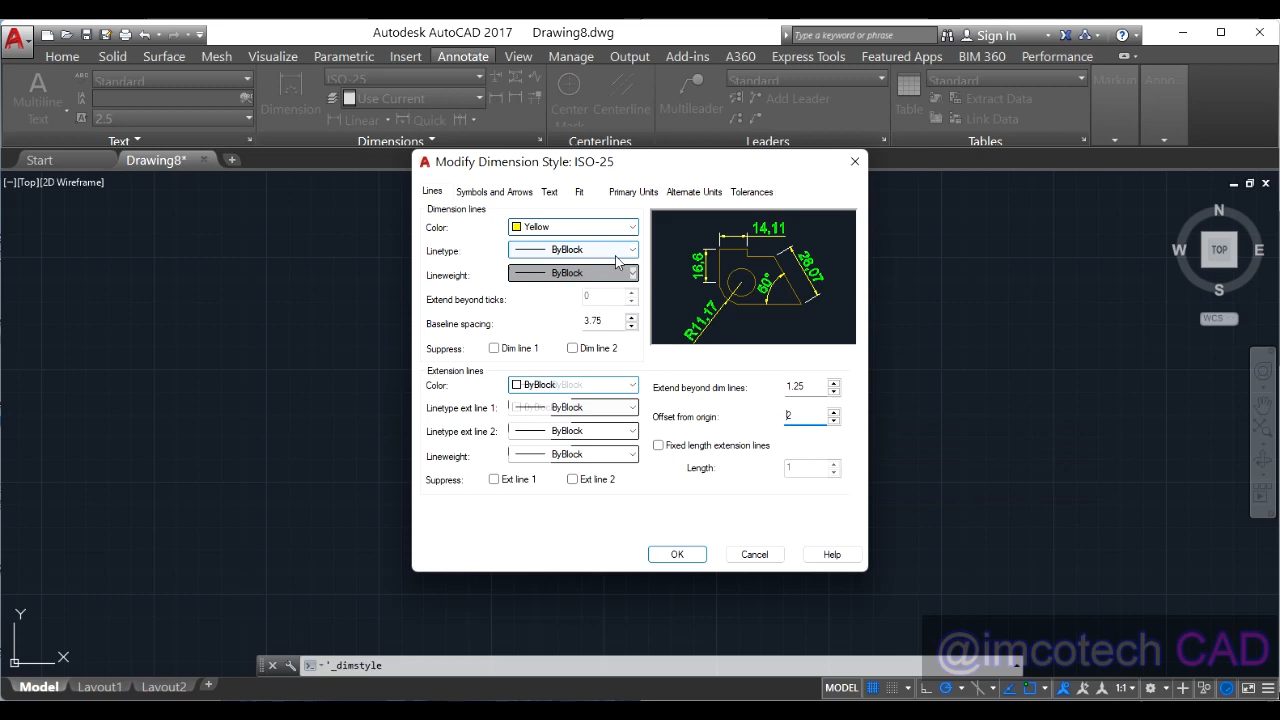 Autodesk AutoCAD 2017 Drawing8.dwg
Type a keyword or phrase
Sign In
Home Solid Surface Mesh Visualize Parametric Insert Annotate View Manage Output Add-ins A360 Express Tools Featured Apps BIM 360 Performance
Multiline Text
Standard
2.5
Text
Dimension
ISO-25
Use Current
Linear Quick
Dimensions
Center Mark
Centerline
Centerlines
Multileader
Standard
Add Leader
Leaders
Table
Standard
Extract Data
Link Data
Tables
Markup
Anno...
Start Drawing8*
[−][Top][2D Wireframe]
Modify Dimension Style: ISO-25
Lines Symbols and Arrows Text Fit Primary Units Alternate Units Tolerances
Dimension lines
Color: Yellow
Linetype: ByBlock
Lineweight: ByBlock
Extend beyond ticks: 0
Baseline spacing: 3.75
Suppress: Dim line 1 Dim line 2
14,11
16,6
28,07
60°
R11,17
Extension lines
Color: ByBlock
Linetype ext line 1: ByBlock
Linetype ext line 2: ByBlock
Lineweight: ByBlock
Suppress: Ext line 1 Ext line 2
Extend beyond dim lines: 1.25
Offset from origin: 2
Fixed length extension lines
Length: 1
OK Cancel Help
N
W TOP E
S
WCS
Y
X
'_dimstyle
@imcotech CAD
Model Layout1 Layout2
MODEL 1:1